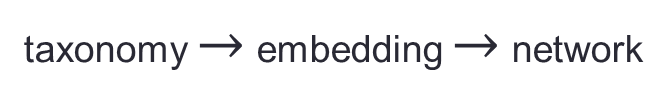 taxonomy → embedding → network